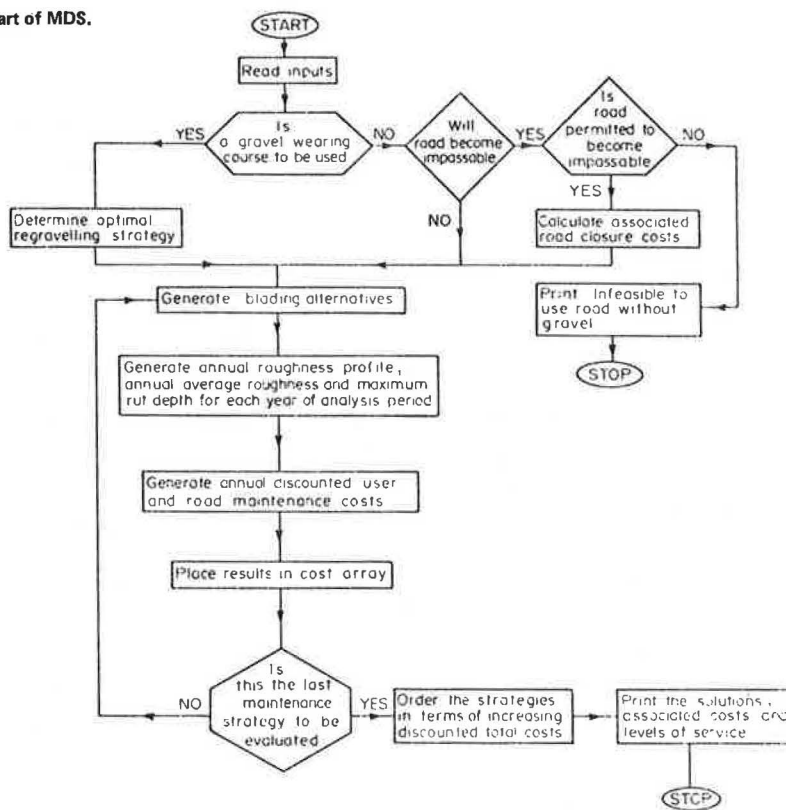 art of MDS.
START
Read inputs
Is
a gravel wearing
course to be used
YES
NO
Will
road become
impassable
YES
NO
Is
road
permitted to
become
impassable
NO
YES
Determine optimal
regravelling strategy
Calculate associated
road closure costs
Generate blading alternatives
Print Infeasible to
use road without
gravel
STOP
Generate annual roughness profile,
annual average roughness and maximum
rut depth for each year of analysis period
Generate annual discounted user
and road maintenance costs
Place results in cost array
Is
this the last
maintenance
strategy to be
evaluated
NO
YES
Order the strategies
in terms of increasing
discounted total costs
Print the solutions,
associated costs and
levels of service
STOP